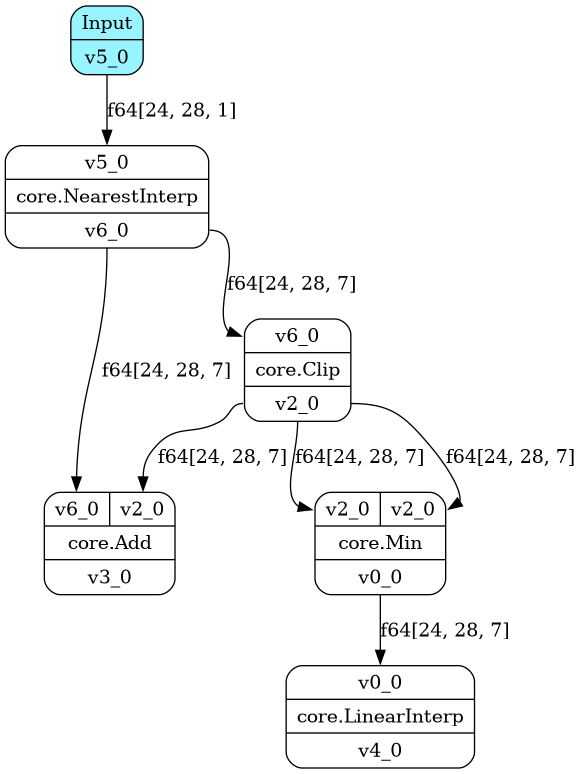 Input
v5_0
f64[24, 28, 1]
v5_0
core.NearestInterp
v6_0
f64[24, 28, 7]
v6_0
core.Clip
v2_0
f64[24, 28, 7]
f64[24, 28, 7]
f64[24, 28, 7]
f64[24, 28, 7]
v6_0 v2_0
core.Add
v3_0
v2_0 v2_0
core.Min
v0_0
f64[24, 28, 7]
v0_0
core.LinearInterp
v4_0